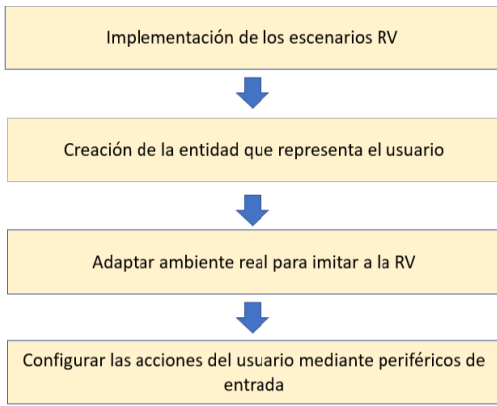 Implementación de los escenarios RV
Creación de la entidad que representa el usuario
Adaptar ambiente real para imitar a la RV
Configurar las acciones del usuario mediante periféricos de
entrada